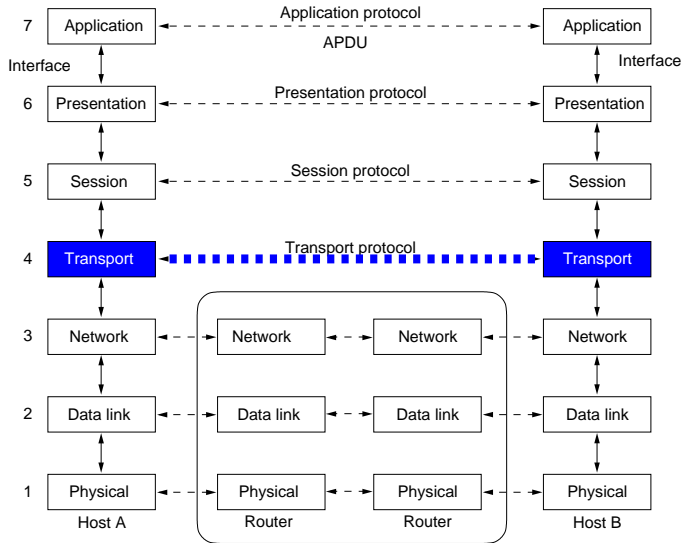 7 Application Application protocol Application
APDU
Interface Interface
6 Presentation Presentation protocol Presentation
5 Session Session protocol Session
4 Transport Transport protocol Transport
3 Network Network Network Network
2 Data link Data link Data link Data link
1 Physical Physical Physical Physical
Host A Router Router Host B